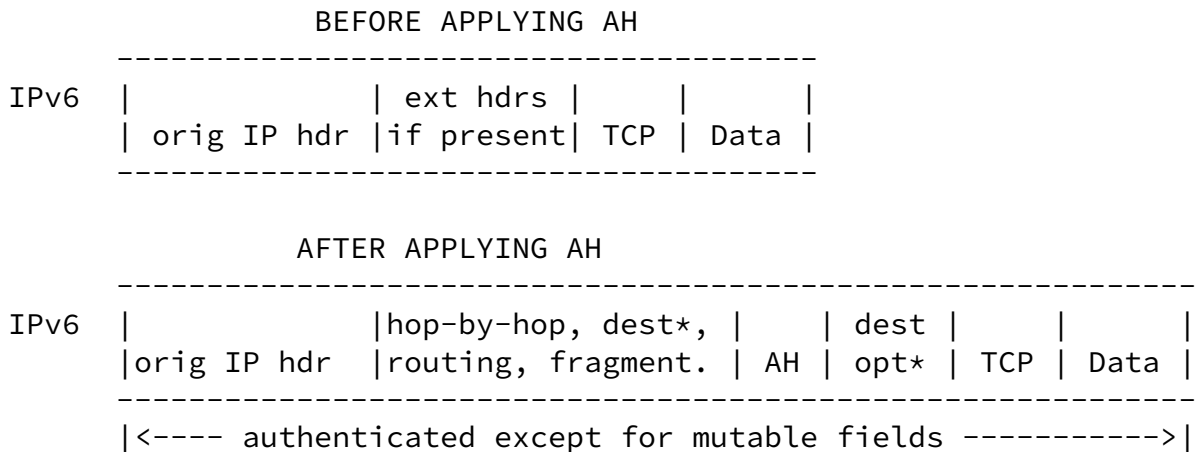 BEFORE APPLYING AH
---------------------------------------
IPv6 | | ext hdrs | | |
| orig IP hdr |if present| TCP | Data |
---------------------------------------
AFTER APPLYING AH
------------------------------------------------------------
IPv6 | |hop-by-hop, dest*, | | dest | | |
|orig IP hdr |routing, fragment. | AH | opt* | TCP | Data |
------------------------------------------------------------
|<---- authenticated except for mutable fields ----------->|